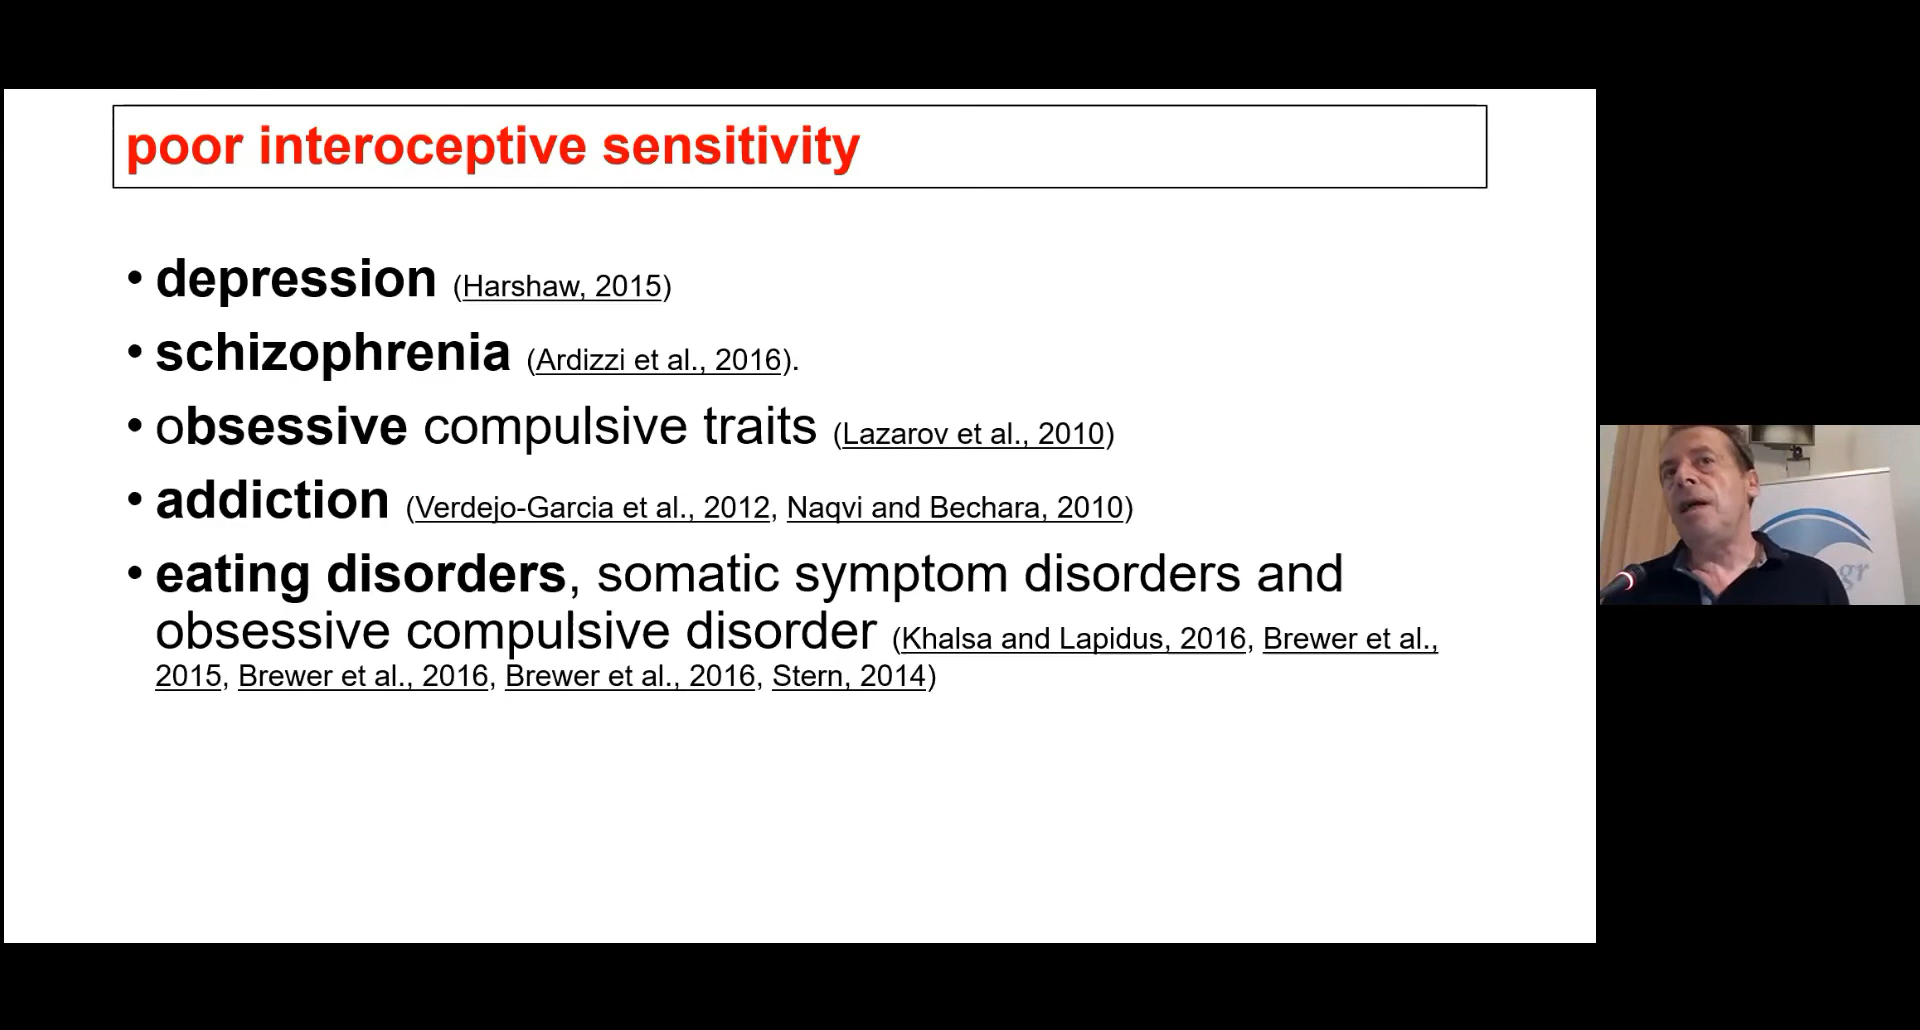 poor interoceptive sensitivity
• depression (Harshaw, 2015)
• schizophrenia (Ardizzi et al., 2016).
• obsessive compulsive traits (Lazarov et al., 2010)
• addiction (Verdejo-Garcia et al., 2012, Naqvi and Bechara, 2010)
• eating disorders, somatic symptom disorders and
obsessive compulsive disorder (Khalsa and Lapidus, 2016, Brewer et al.,
2015, Brewer et al., 2016, Brewer et al., 2016, Stern, 2014)
gr